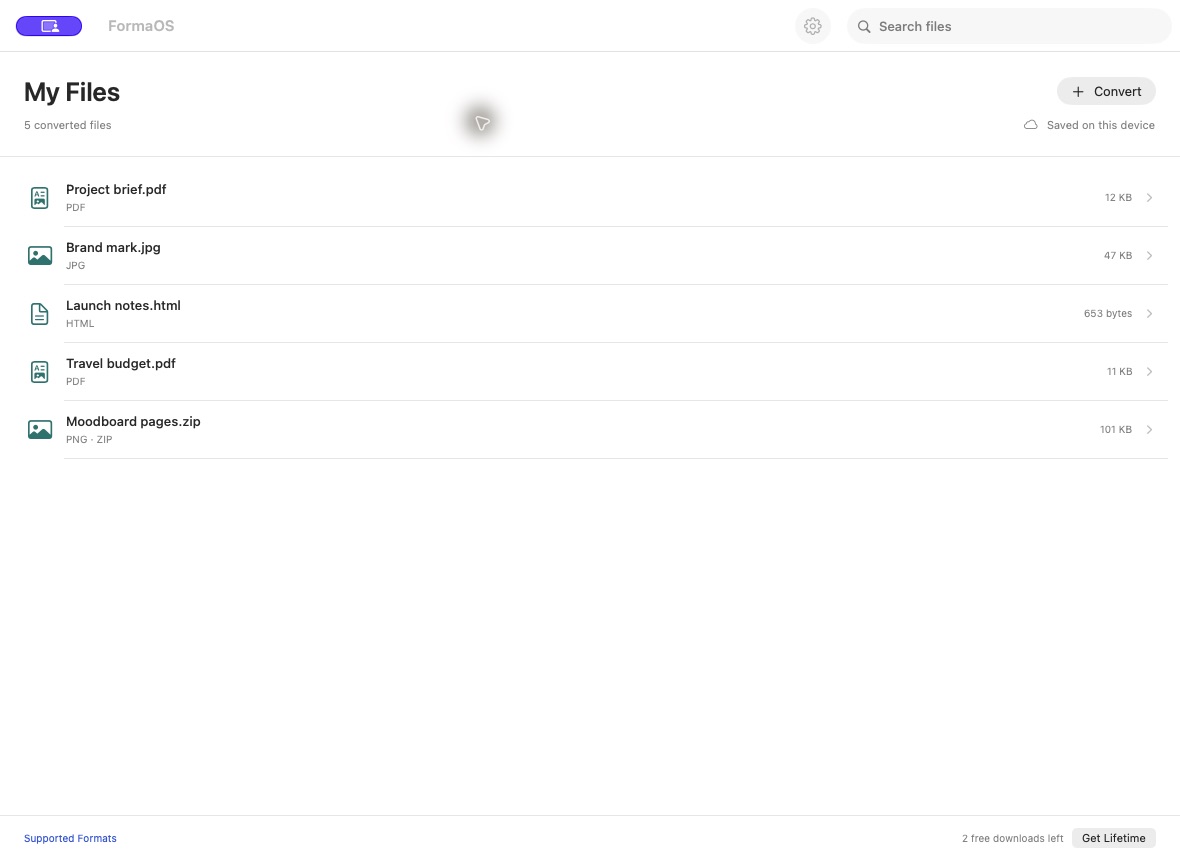 FormaOS
Search files
My Files
Convert
5 converted files
Saved on this device
Project brief.pdf
PDF
12 KB
Brand mark.jpg
JPG
47 KB
Launch notes.html
HTML
653 bytes
Travel budget.pdf
PDF
11 KB
Moodboard pages.zip
PNG · ZIP
101 KB
Supported Formats
2 free downloads left
Get Lifetime